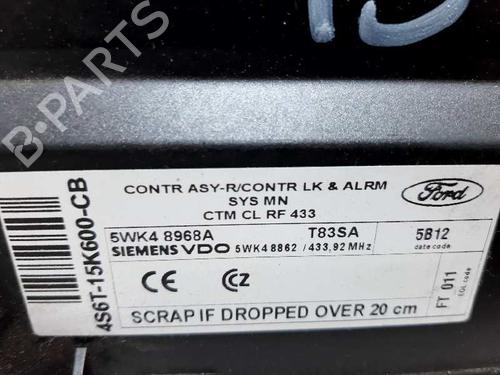 B-PARTS
CONTR ASY-R/CONTR LK & ALRM
SYS MN
CTM CL RF 433
Ford
5WK4 8968A T83SA
SIEMENS VDO 5WK4 8862 / 433,92 MHz
5B12
date code
4S6T-15K600-CB
CE CZ
FT 011
EOL code
SCRAP IF DROPPED OVER 20 cm